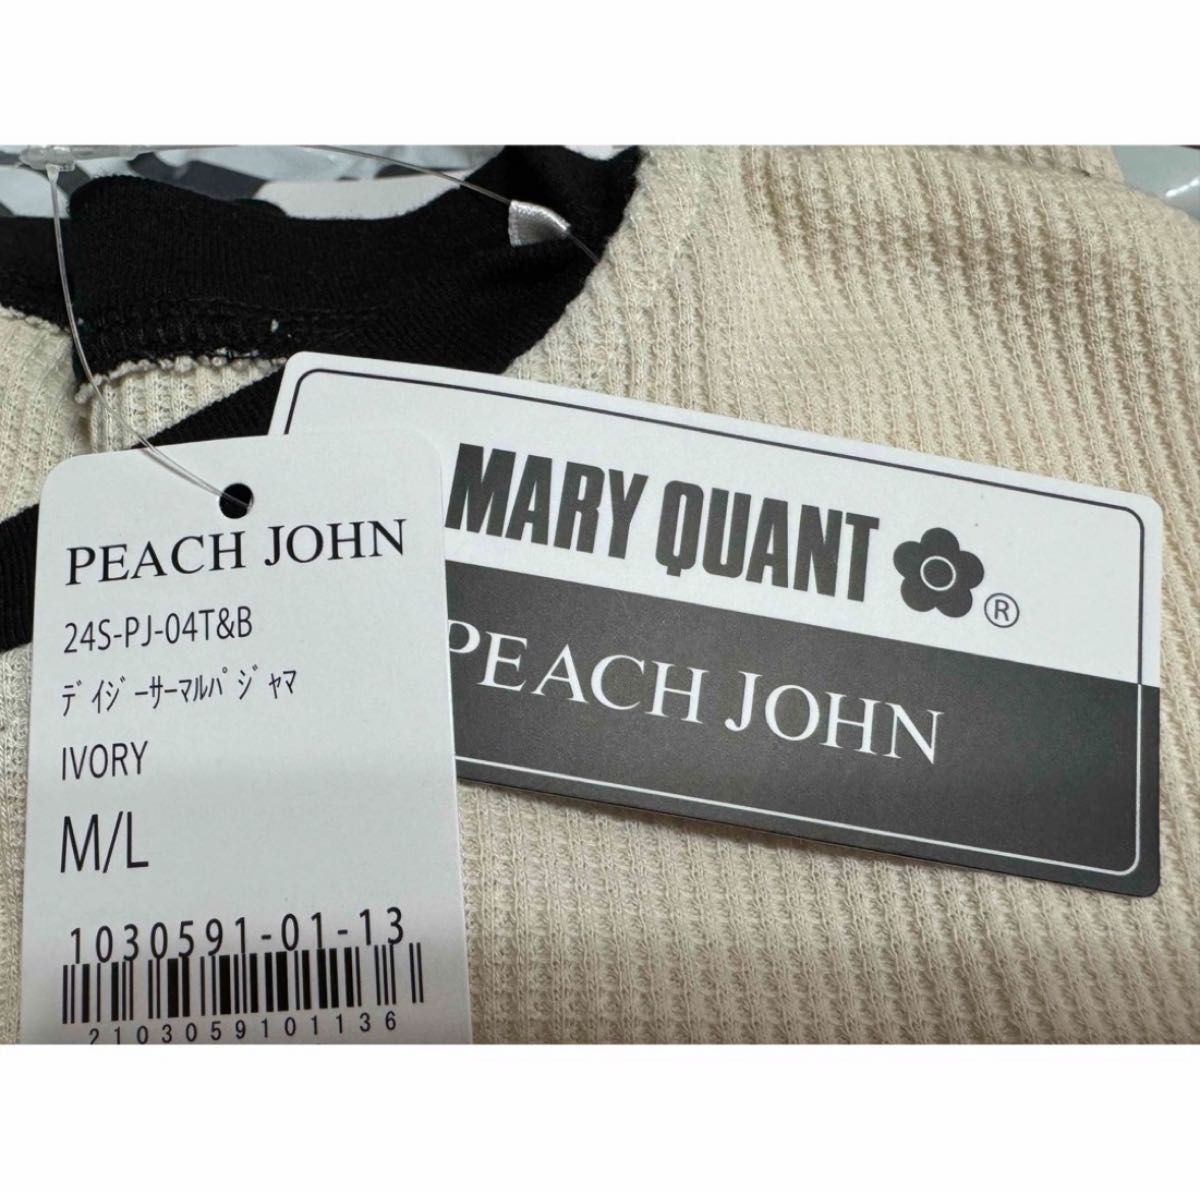 PEACH JOHN
24S-PJ-04T&B
ﾃﾞｲｼﾞｰｻｰﾏﾙﾊﾟｼﾞｬﾏ
IVORY
M/L
1030591-01-13
2103059101136
MARY QUANT ®
PEACH JOHN